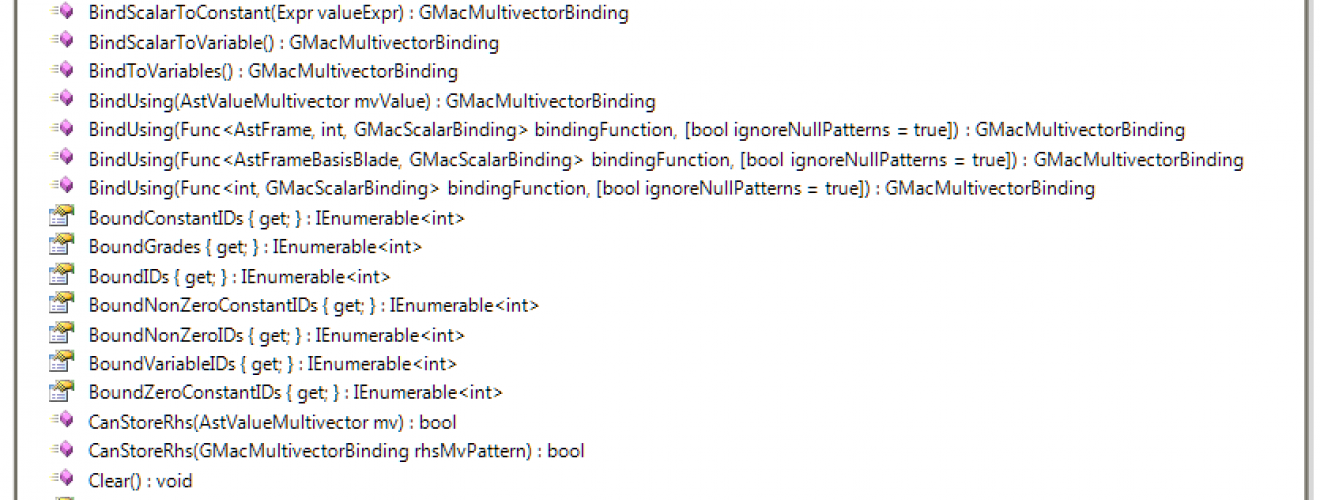 BindScalarToConstant(Expr valueExpr) : GMacMultivectorBinding
BindScalarToVariable() : GMacMultivectorBinding
BindToVariables() : GMacMultivectorBinding
BindUsing(AstValueMultivector mvValue) : GMacMultivectorBinding
BindUsing(Func<AstFrame, int, GMacScalarBinding> bindingFunction, [bool ignoreNullPatterns = true]) : GMacMultivectorBinding
BindUsing(Func<AstFrameBasisBlade, GMacScalarBinding> bindingFunction, [bool ignoreNullPatterns = true]) : GMacMultivectorBinding
BindUsing(Func<int, GMacScalarBinding> bindingFunction, [bool ignoreNullPatterns = true]) : GMacMultivectorBinding
BoundConstantIDs { get; } : IEnumerable<int>
BoundGrades { get; } : IEnumerable<int>
BoundIDs { get; } : IEnumerable<int>
BoundNonZeroConstantIDs { get; } : IEnumerable<int>
BoundNonZeroIDs { get; } : IEnumerable<int>
BoundVariableIDs { get; } : IEnumerable<int>
BoundZeroConstantIDs { get; } : IEnumerable<int>
CanStoreRhs(AstValueMultivector mv) : bool
CanStoreRhs(GMacMultivectorBinding rhsMvPattern) : bool
Clear() : void